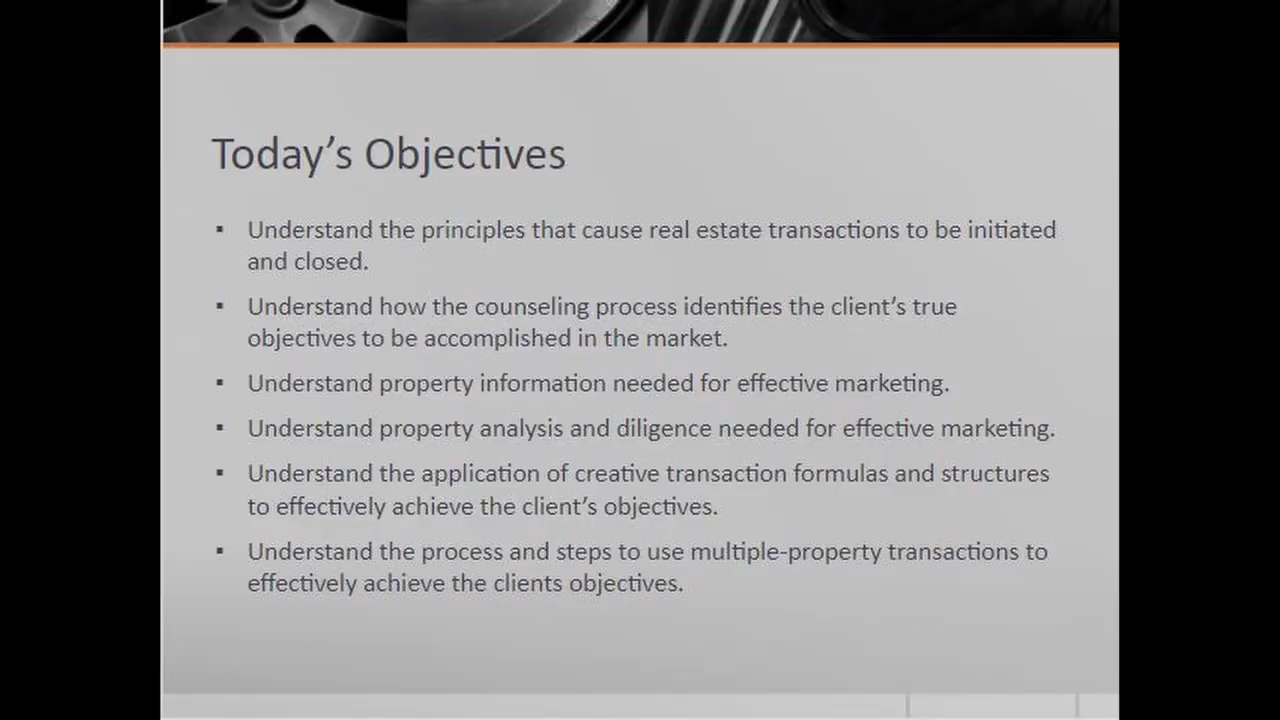 Today’s Objectives
▪ Understand the principles that cause real estate transactions to be initiated
and closed.
▪ Understand how the counseling process identifies the client’s true
objectives to be accomplished in the market.
▪ Understand property information needed for effective marketing.
▪ Understand property analysis and diligence needed for effective marketing.
▪ Understand the application of creative transaction formulas and structures
to effectively achieve the client’s objectives.
▪ Understand the process and steps to use multiple-property transactions to
effectively achieve the clients objectives.